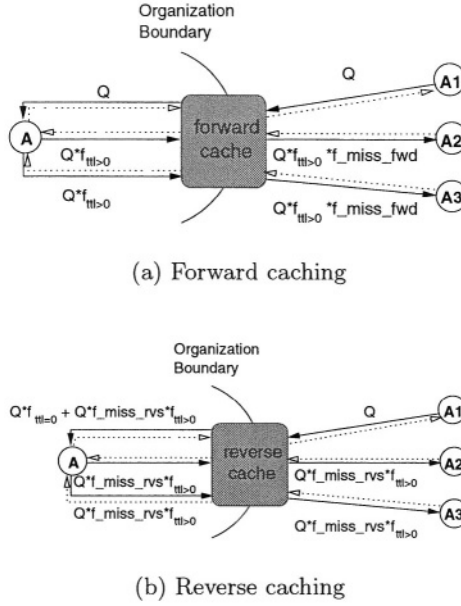 Organization
Boundary
Q
Q
A1
A
forward
cache
A2
Q*f_ttl>0
Q*f_ttl>0 *f_miss_fwd
Q*f_ttl>0
A3
Q*f_ttl>0 *f_miss_fwd
(a) Forward caching
Organization
Boundary
Q*f_ttl=0 + Q*f_miss_rvs*f_ttl>0
Q
A1
A
reverse
cache
A2
Q*f_miss_rvs*f_ttl>0
Q*f_miss_rvs*f_ttl>0
Q*f_miss_rvs*f_ttl>0
A3
Q*f_miss_rvs*f_ttl>0
(b) Reverse caching